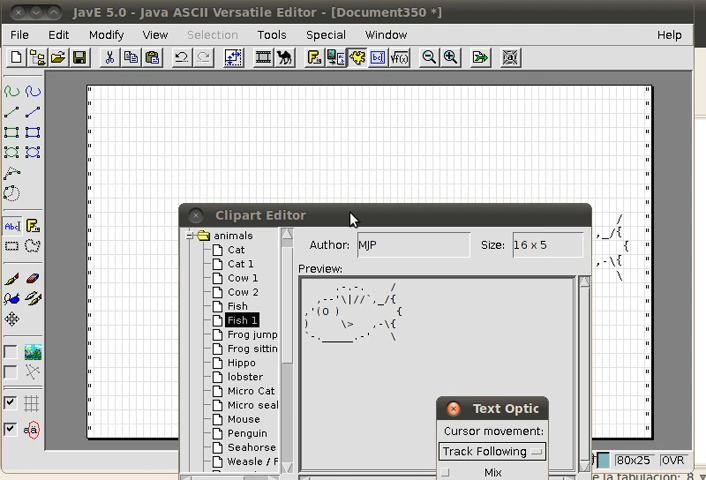 JavE 5.0 - Java ASCII Versatile Editor - [Document350 *]
File Edit Modify View Selection Tools Special Window Help
Clipart Editor
animals
Cat
Cat 1
Cow 1
Cow 2
Fish
Fish 1
Frog jump
Frog sittin
Hippo
lobster
Micro Cat
Micro seal
Mouse
Penguin
Seahorse
Weasle / F
Author: MJP Size: 16 x 5
Preview:
Text Optic
Cursor movement:
Track Following
Mix
80x25 OVR
e la tabulación: 8